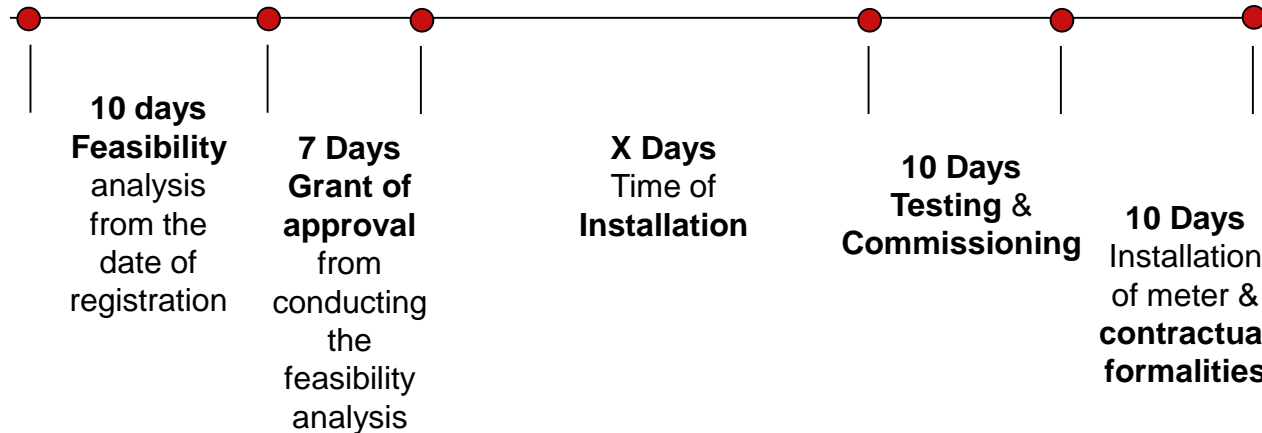 10 days
Feasibility
analysis
from the
date of
registration
7 Days
Grant of
approval
from
conducting
the
feasibility
analysis
X Days
Time of
Installation
10 Days
Testing &
Commissioning
10 Days
Installation
of meter &
contractua
formalities